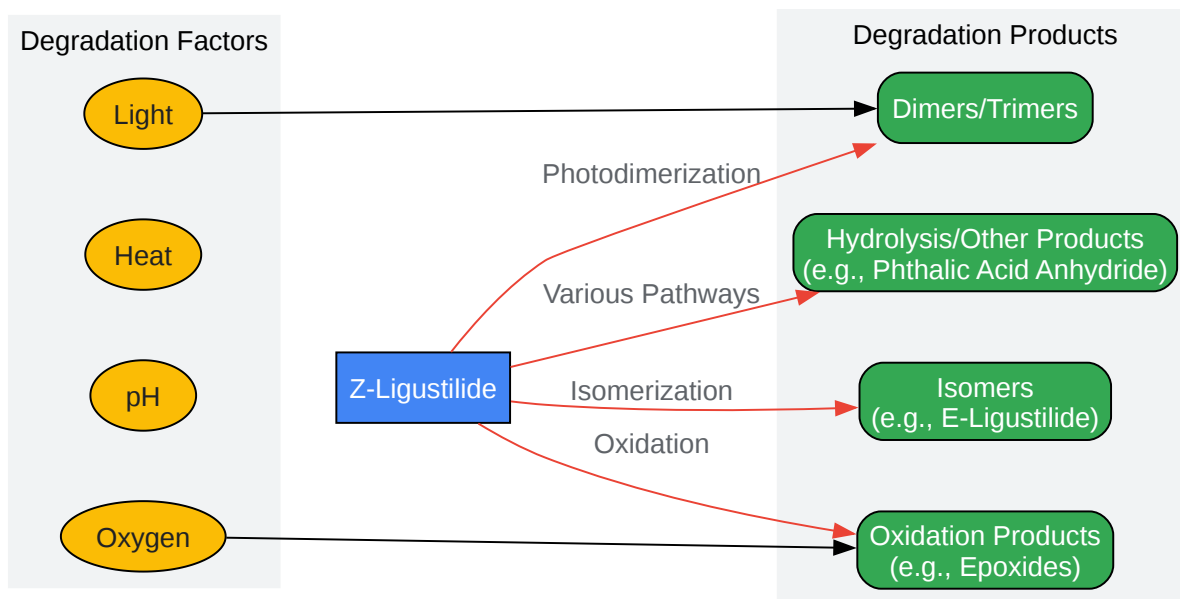 Degradation Factors
Light
Heat
pH
Oxygen
Z-Ligustilide
Photodimerization
Various Pathways
Isomerization
Oxidation
Degradation Products
Dimers/Trimers
Hydrolysis/Other Products
(e.g., Phthalic Acid Anhydride)
Isomers
(e.g., E-Ligustilide)
Oxidation Products
(e.g., Epoxides)